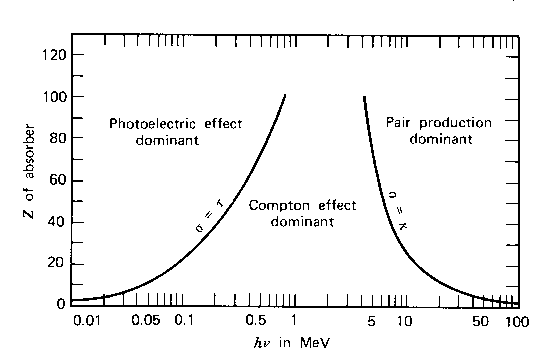 120
100
80
60
40
20
0
Z of absorber
Photoelectric effect
dominant
Pair production
dominant
Compton effect
dominant
σ = τ
σ = κ
0.01 0.05 0.1 0.5 1 5 10 50 100
hν in MeV